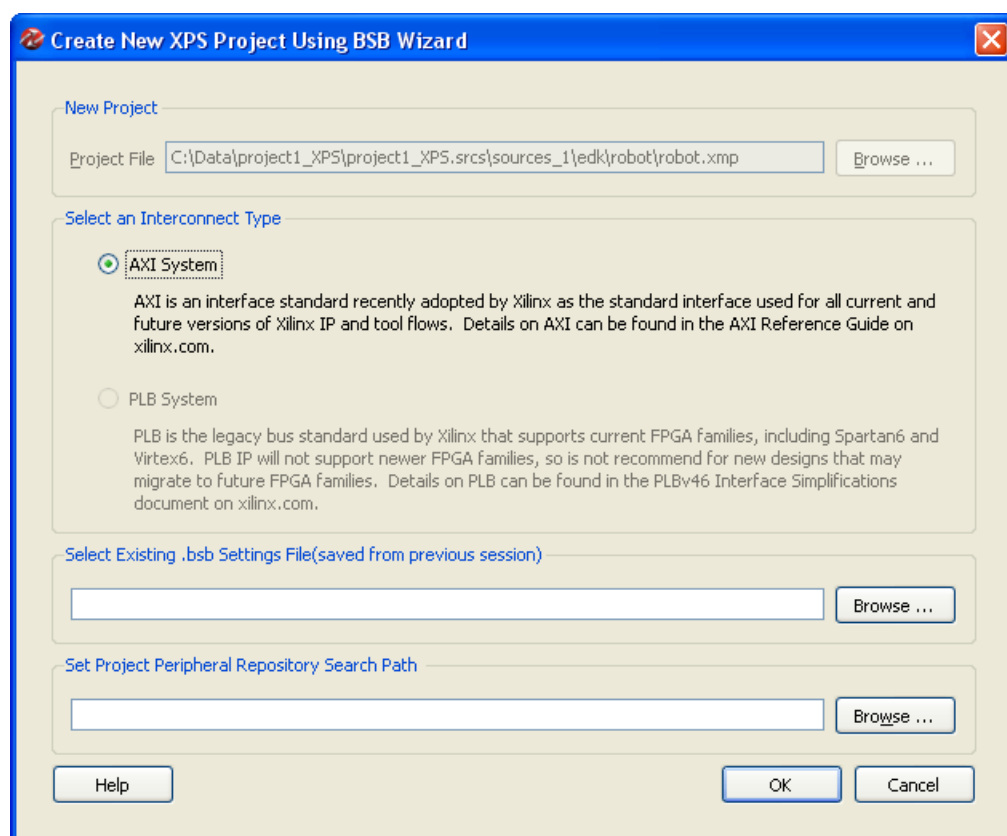 Create New XPS Project Using BSB Wizard
New Project
Project File C:\Data\project1_XPS\project1_XPS.srcs\sources_1\edk\robot\robot.xmp Browse ...
Select an Interconnect Type
AXI System
AXI is an interface standard recently adopted by Xilinx as the standard interface used for all current and
future versions of Xilinx IP and tool flows. Details on AXI can be found in the AXI Reference Guide on
xilinx.com.
PLB System
PLB is the legacy bus standard used by Xilinx that supports current FPGA families, including Spartan6 and
Virtex6. PLB IP will not support newer FPGA families, so is not recommend for new designs that may
migrate to future FPGA families. Details on PLB can be found in the PLBv46 Interface Simplifications
document on xilinx.com.
Select Existing .bsb Settings File(saved from previous session)
Browse ...
Set Project Peripheral Repository Search Path
Browse ...
Help OK Cancel